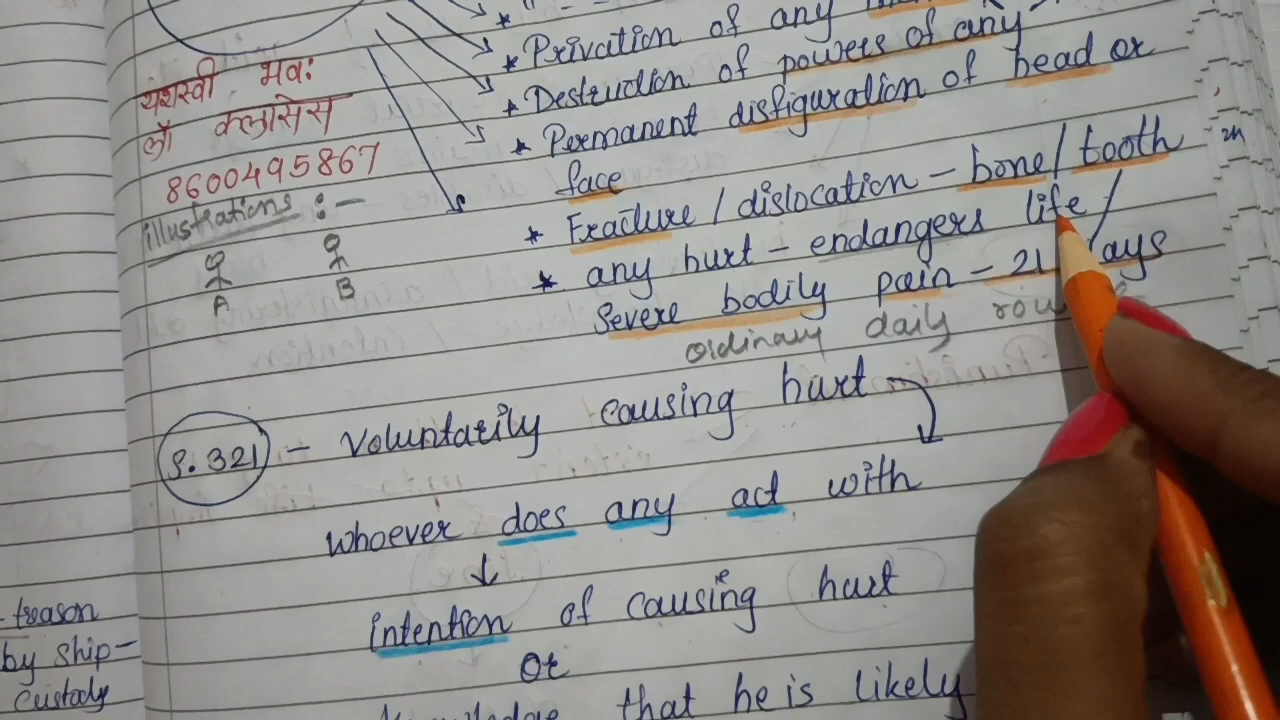 * Privation of any
* Destruction of powers of any
* Permanent disfiguration of head or
face
* Fracture / dislocation - bone / tooth
* any hurt - endangers life /
severe bodily pain - 21 days
ordinary daily
यशस्वी भवः
लॉ क्लासेस
8600495867
illustrations :-
A B
S. 321 - Voluntarily causing hurt
whoever does any act with
intention of causing hurt
or
Knowledge that he is likely
treason
by ship-
Custody